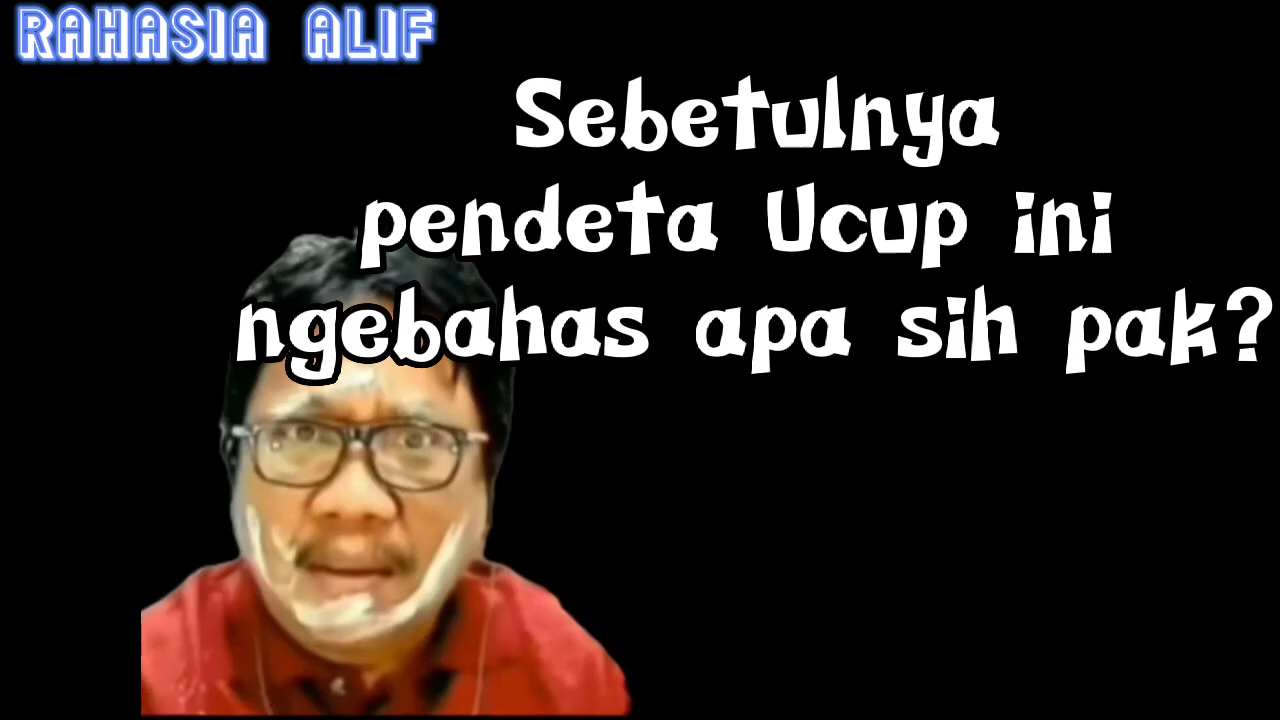 RAHASIA ALIF
Sebetulnya
pendeta Ucup ini
ngebahas apa sih pak?